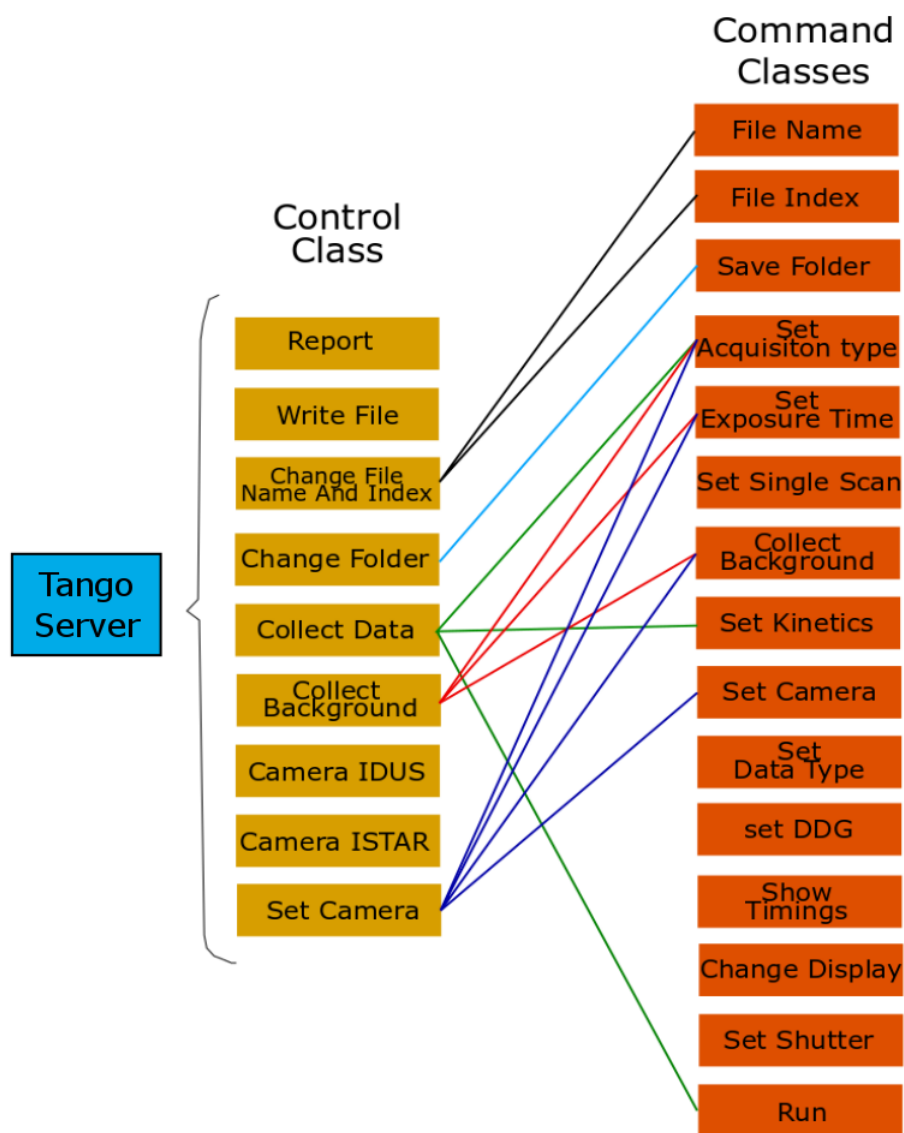 Command
Classes
File Name
File Index
Save Folder
Set
Acquisiton type
Set
Exposure Time
Set Single Scan
Collect
Background
Set Kinetics
Set Camera
Set
Data Type
set DDG
Show
Timings
Change Display
Set Shutter
Run
Control
Class
Report
Write File
Change File
Name And Index
Change Folder
Collect Data
Collect
Background
Camera IDUS
Camera ISTAR
Set Camera
Tango
Server